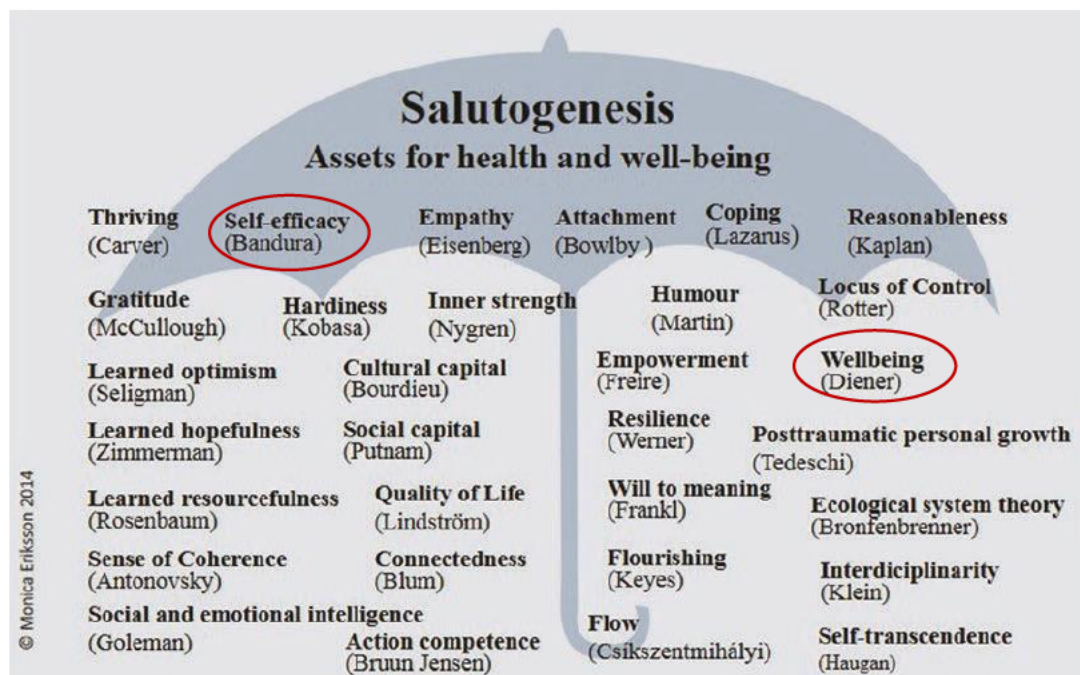 Salutogenesis
Assets for health and well-being
Thriving
(Carver)
Self-efficacy
(Bandura)
Empathy
(Eisenberg)
Attachment
(Bowlby )
Coping
(Lazarus)
Reasonableness
(Kaplan)
Gratitude
(McCullough)
Hardiness
(Kobasa)
Inner strength
(Nygren)
Humour
(Martin)
Locus of Control
(Rotter)
Learned optimism
(Seligman)
Cultural capital
(Bourdieu)
Empowerment
(Freire)
Wellbeing
(Diener)
Learned hopefulness
(Zimmerman)
Social capital
(Putnam)
Resilience
(Werner)
Posttraumatic personal growth
(Tedeschi)
Learned resourcefulness
(Rosenbaum)
Quality of Life
(Lindström)
Will to meaning
(Frankl)
Ecological system theory
(Bronfenbrenner)
Sense of Coherence
(Antonovsky)
Connectedness
(Blum)
Flourishing
(Keyes)
Interdiciplinarity
(Klein)
Social and emotional intelligence
(Goleman)
Action competence
(Bruun Jensen)
Flow
(Csíkszentmihályi)
Self-transcendence
(Haugan)
© Monica Eriksson 2014